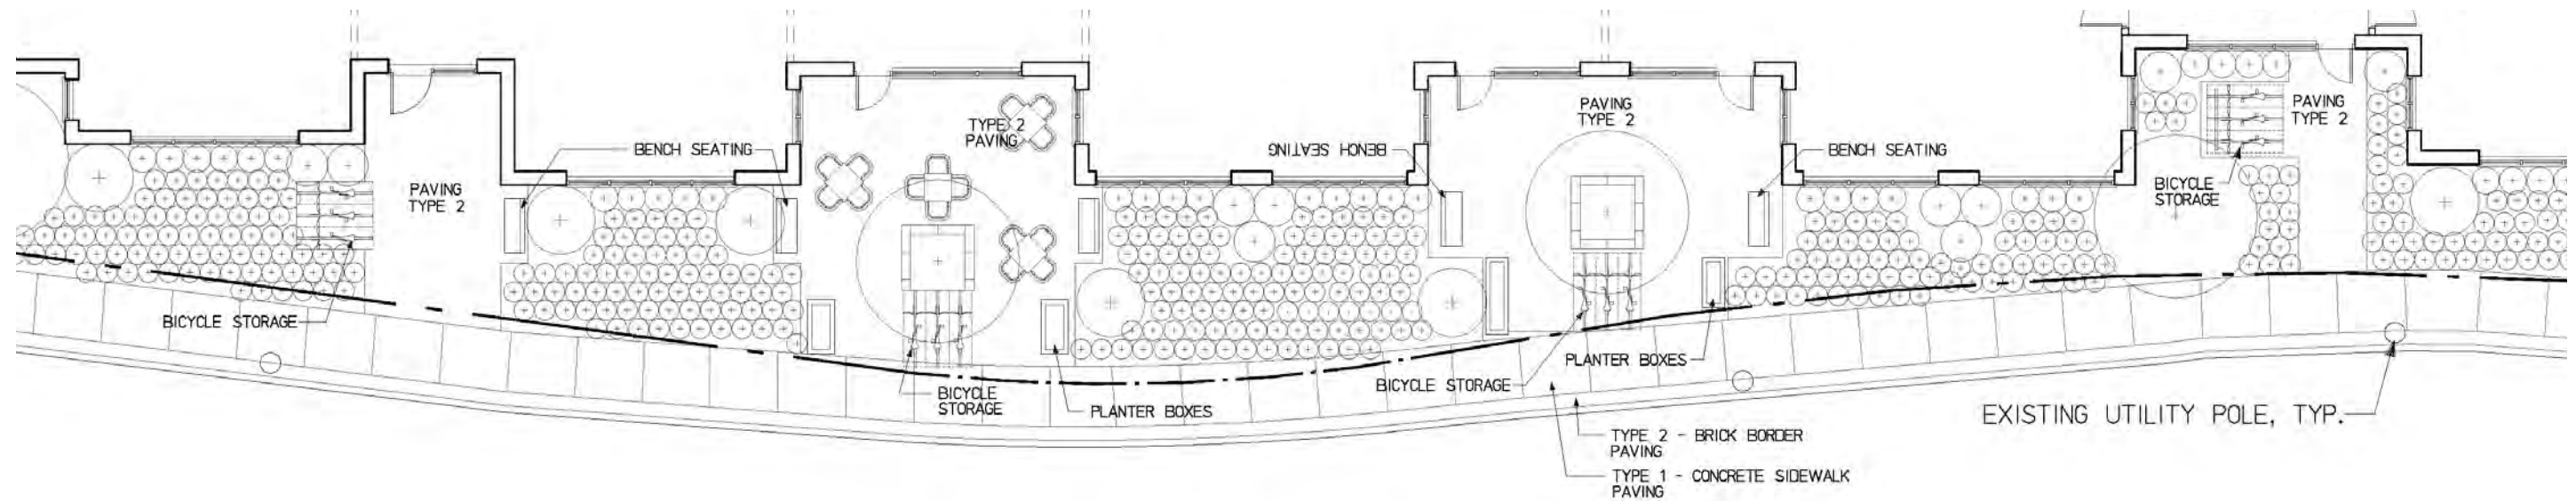 BENCH SEATING
TYPE 2
PAVING
BENCH SEATING
PAVING
TYPE 2
BENCH SEATING
PAVING
TYPE 2
PAVING
TYPE 2
BICYCLE
STORAGE
BICYCLE STORAGE
BICYCLE
STORAGE
PLANTER BOXES
BICYCLE STORAGE
PLANTER BOXES
TYPE 2 - BRICK BORDER
PAVING
TYPE 1 - CONCRETE SIDEWALK
PAVING
EXISTING UTILITY POLE, TYP.